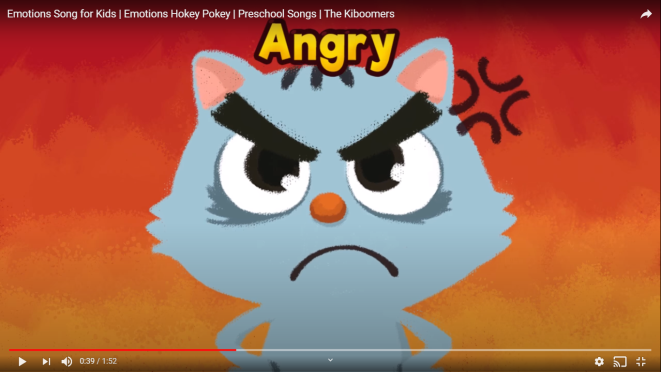 Emotions Song for Kids | Emotions Hokey Pokey | Preschool Songs | The Kiboomers
Angry
0:39 / 1:52